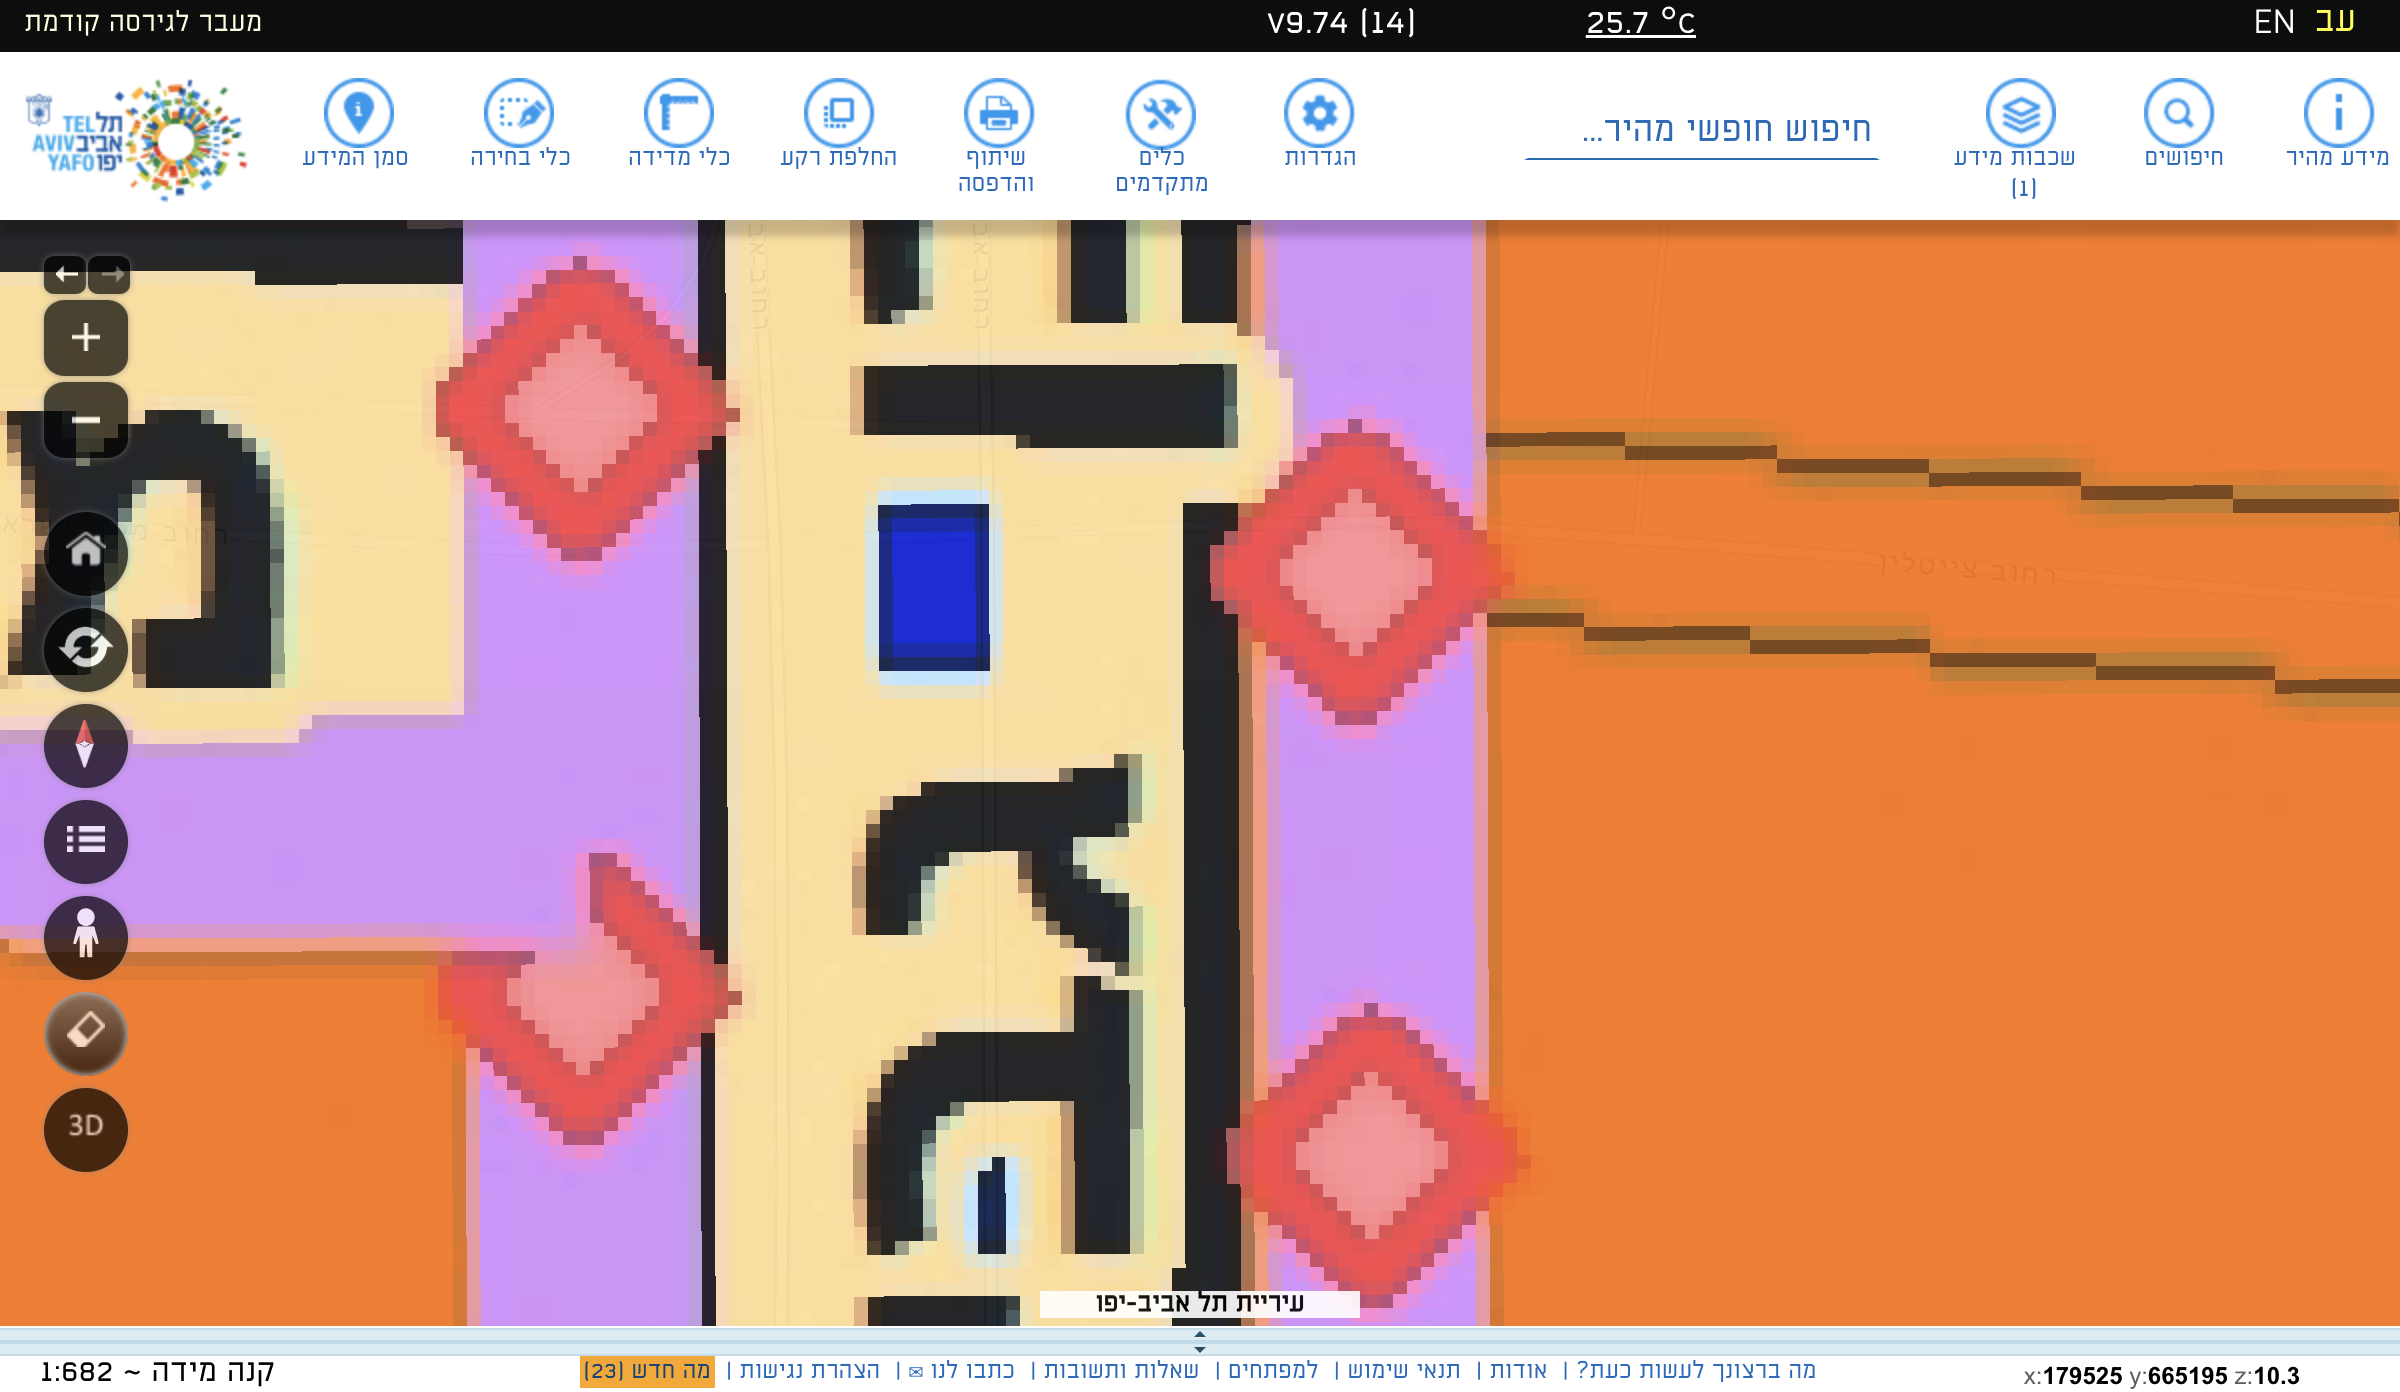 מעבר לגירסה קודמת
V9.74 (14)
25.7 °C
EN עב
תל אביב יפו
TEL AVIV YAFO
סמן המידע
כלי בחירה
כלי מדידה
החלפת רקע
שיתוף והדפסה
כלים מתקדמים
הגדרות
חיפוש חופשי מהיר...
שכבות מידע (1)
חיפושים
מידע מהיר
רחוב
רחוב צייטלין
3D
עיריית תל אביב-יפו
קנה מידה ~ 1:682
מה ברצונך לעשות כעת? | אודות | תנאי שימוש | למפתחים | שאלות ותשובות | כתבו לנו ✉ | הצהרת נגישות | מה חדש (23)
x:179525 y:665195 z:10.3